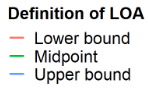 Definition of LOA
Lower bound
Midpoint
Upper bound